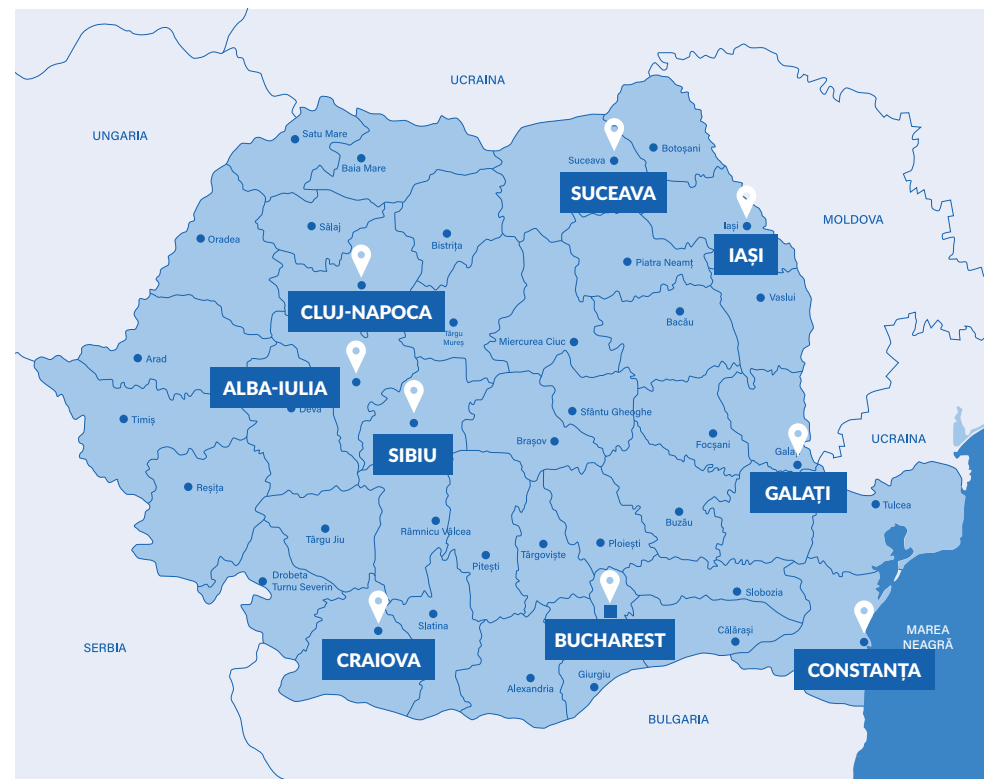 UCRAINA
UNGARIA
Satu Mare
Baia Mare
Suceava
Botoșani
SUCEAVA
MOLDOVA
Iași
IAȘI
Sălaj
Oradea
Bistrița
Piatra Neamț
Vaslui
CLUJ-NAPOCA
Bacău
Târgu
Mureș
Miercurea Ciuc
Arad
ALBA-IULIA
Deva
Timiș
Sfântu Gheoghe
Brașov
Focșani
SIBIU
Galați
GALAȚI
UCRAINA
Reșița
Tulcea
Râmnicu Vâlcea
Buzău
Târgu Jiu
Târgoviște
Ploiești
Pitești
Drobeta
Turnu Severin
Slobozia
Slatina
BUCHAREST
Călărași
MAREA
NEAGRĂ
SERBIA
CRAIOVA
CONSTANȚA
Giurgiu
Alexandria
BULGARIA